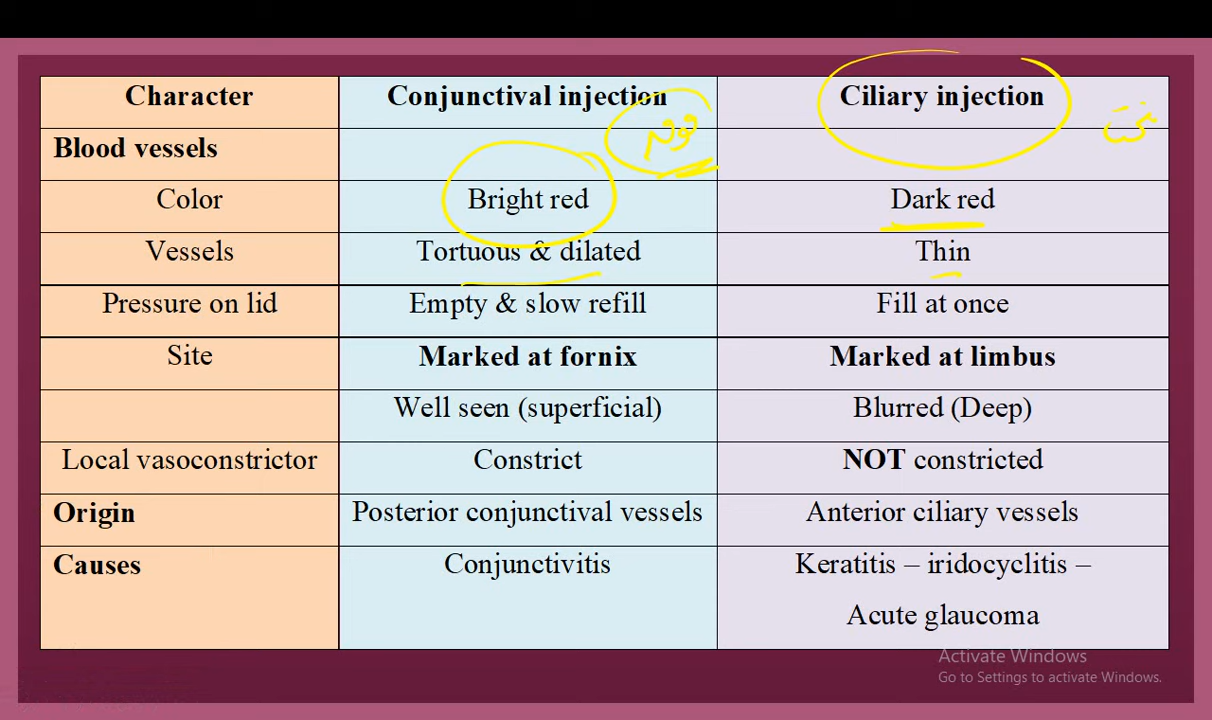 Character Conjunctival injection Ciliary injection
Blood vessels
Color Bright red Dark red
Vessels Tortuous & dilated Thin
Pressure on lid Empty & slow refill Fill at once
Site Marked at fornix Marked at limbus
Well seen (superficial) Blurred (Deep)
Local vasoconstrictor Constrict NOT constricted
Origin Posterior conjunctival vessels Anterior ciliary vessels
Causes Conjunctivitis Keratitis – iridocyclitis –
Acute glaucoma
Activate Windows
Go to Settings to activate Windows.